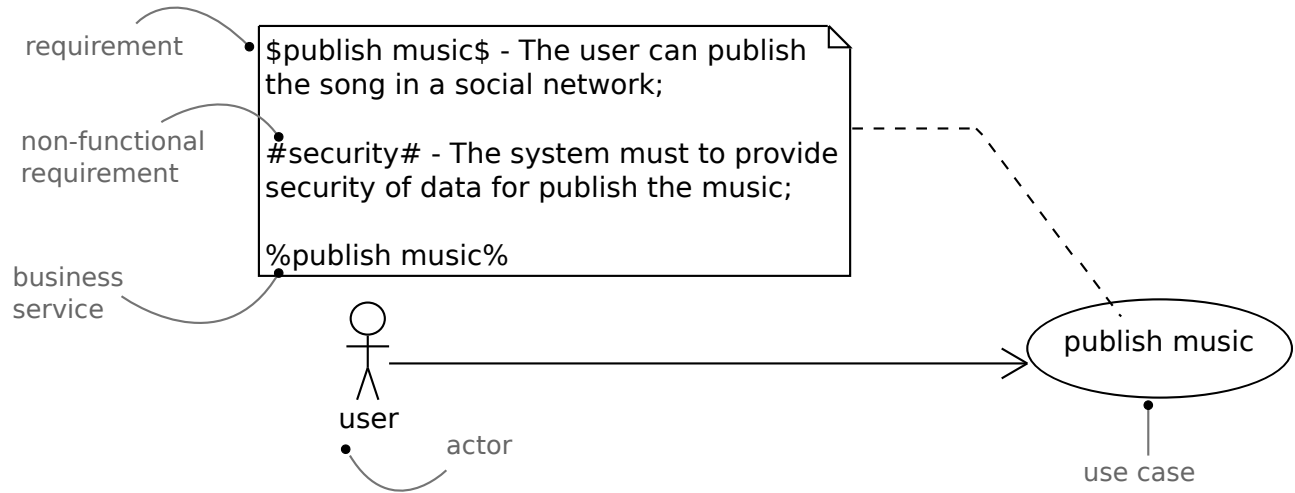 requirement
$publish music$ - The user can publish
the song in a social network;
non-functional
requirement
#security# - The system must to provide
security of data for publish the music;
business
service
%publish music%
publish music
user
actor
use case